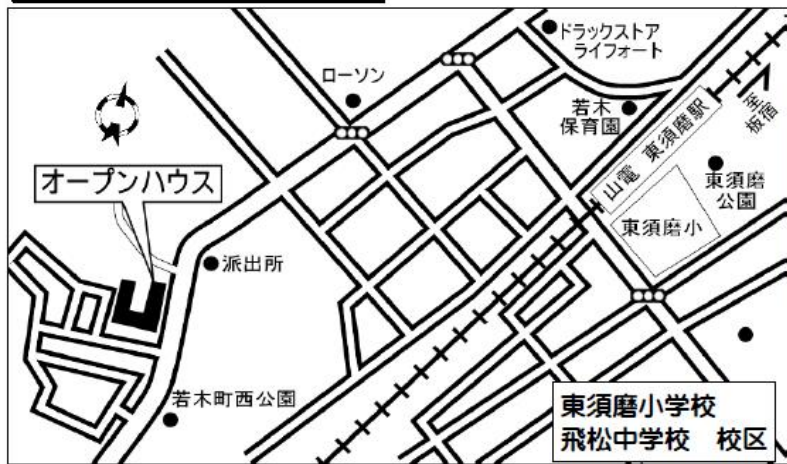 ドラックストア
ライフォート
ローソン
若木
保育園
至
板宿
山電 東須磨駅
東須磨
公園
東須磨小
オープンハウス
派出所
若木町西公園
東須磨小学校
飛松中学校 校区